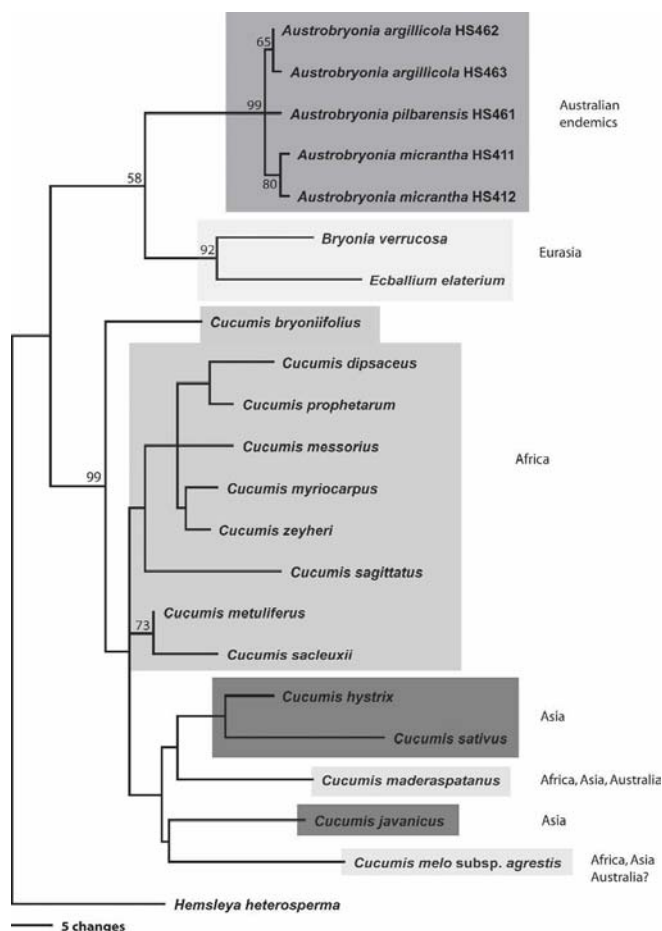 65
Austrobryonia argillicola HS462
Austrobryonia argillicola HS463
99
Austrobryonia pilbarensis HS461
Australian
endemics
Austrobryonia micrantha HS411
80
Austrobryonia micrantha HS412
58
92
Bryonia verrucosa
Eurasia
Ecballium elaterium
Cucumis bryoniifolius
Cucumis dipsaceus
Cucumis prophetarum
Cucumis messorius
Africa
99
Cucumis myriocarpus
Cucumis zeyheri
Cucumis sagittatus
73
Cucumis metuliferus
Cucumis sacleuxii
Cucumis hystrix
Asia
Cucumis sativus
Cucumis maderaspatanus
Africa, Asia, Australia
Cucumis javanicus
Asia
Cucumis melo subsp. agrestis
Africa, Asia
Australia?
Hemsleya heterosperma
5 changes